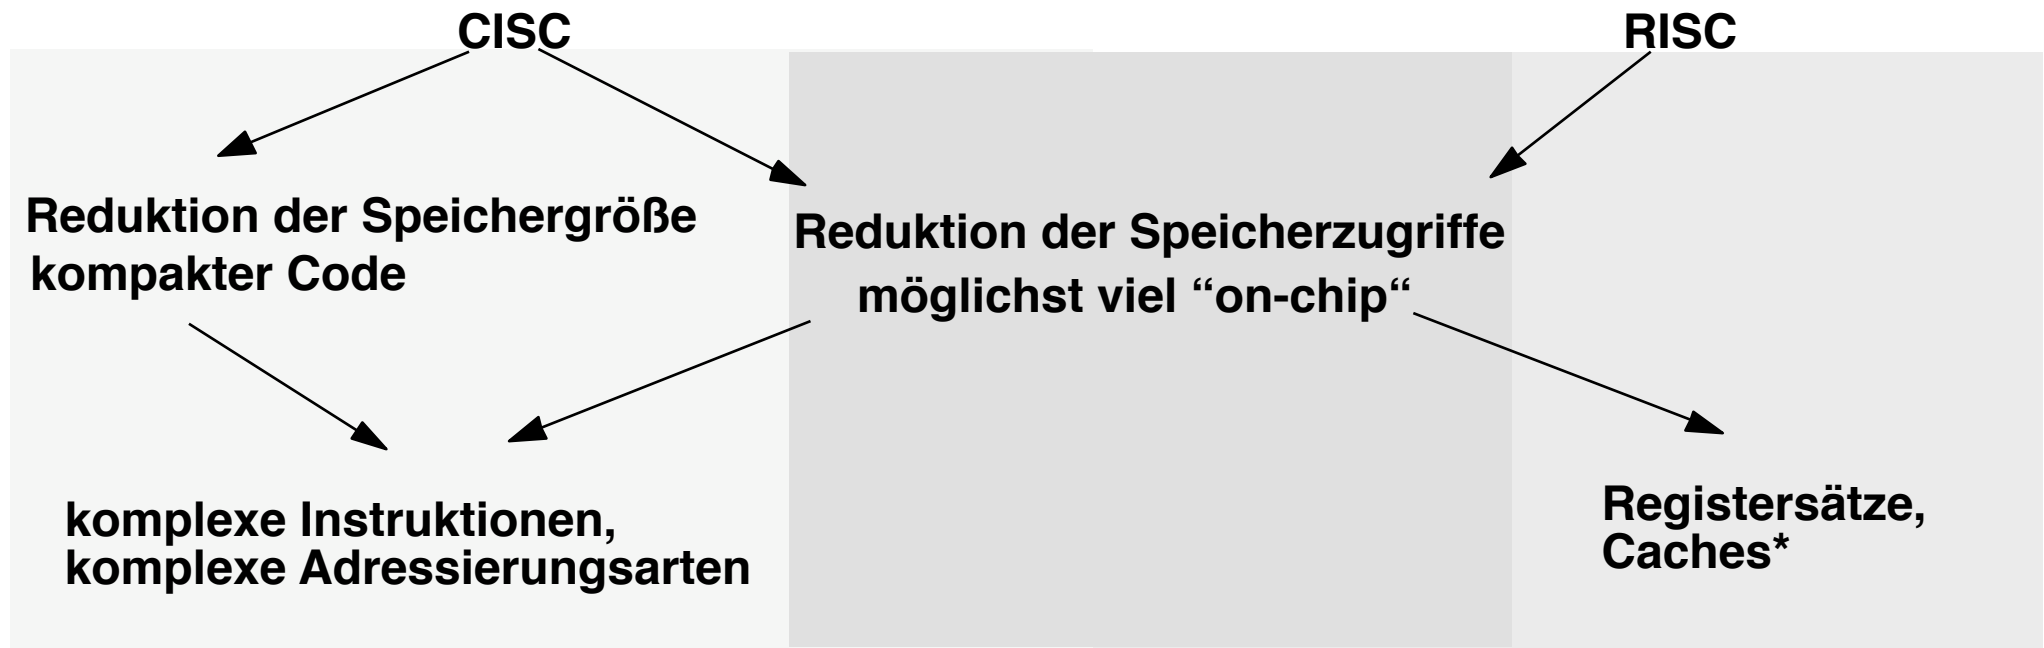 CISC
RISC
Reduktion der Speichergröße
kompakter Code
Reduktion der Speicherzugriffe
möglichst viel “on-chip“
komplexe Instruktionen,
komplexe Adressierungsarten
Registersätze,
Caches*